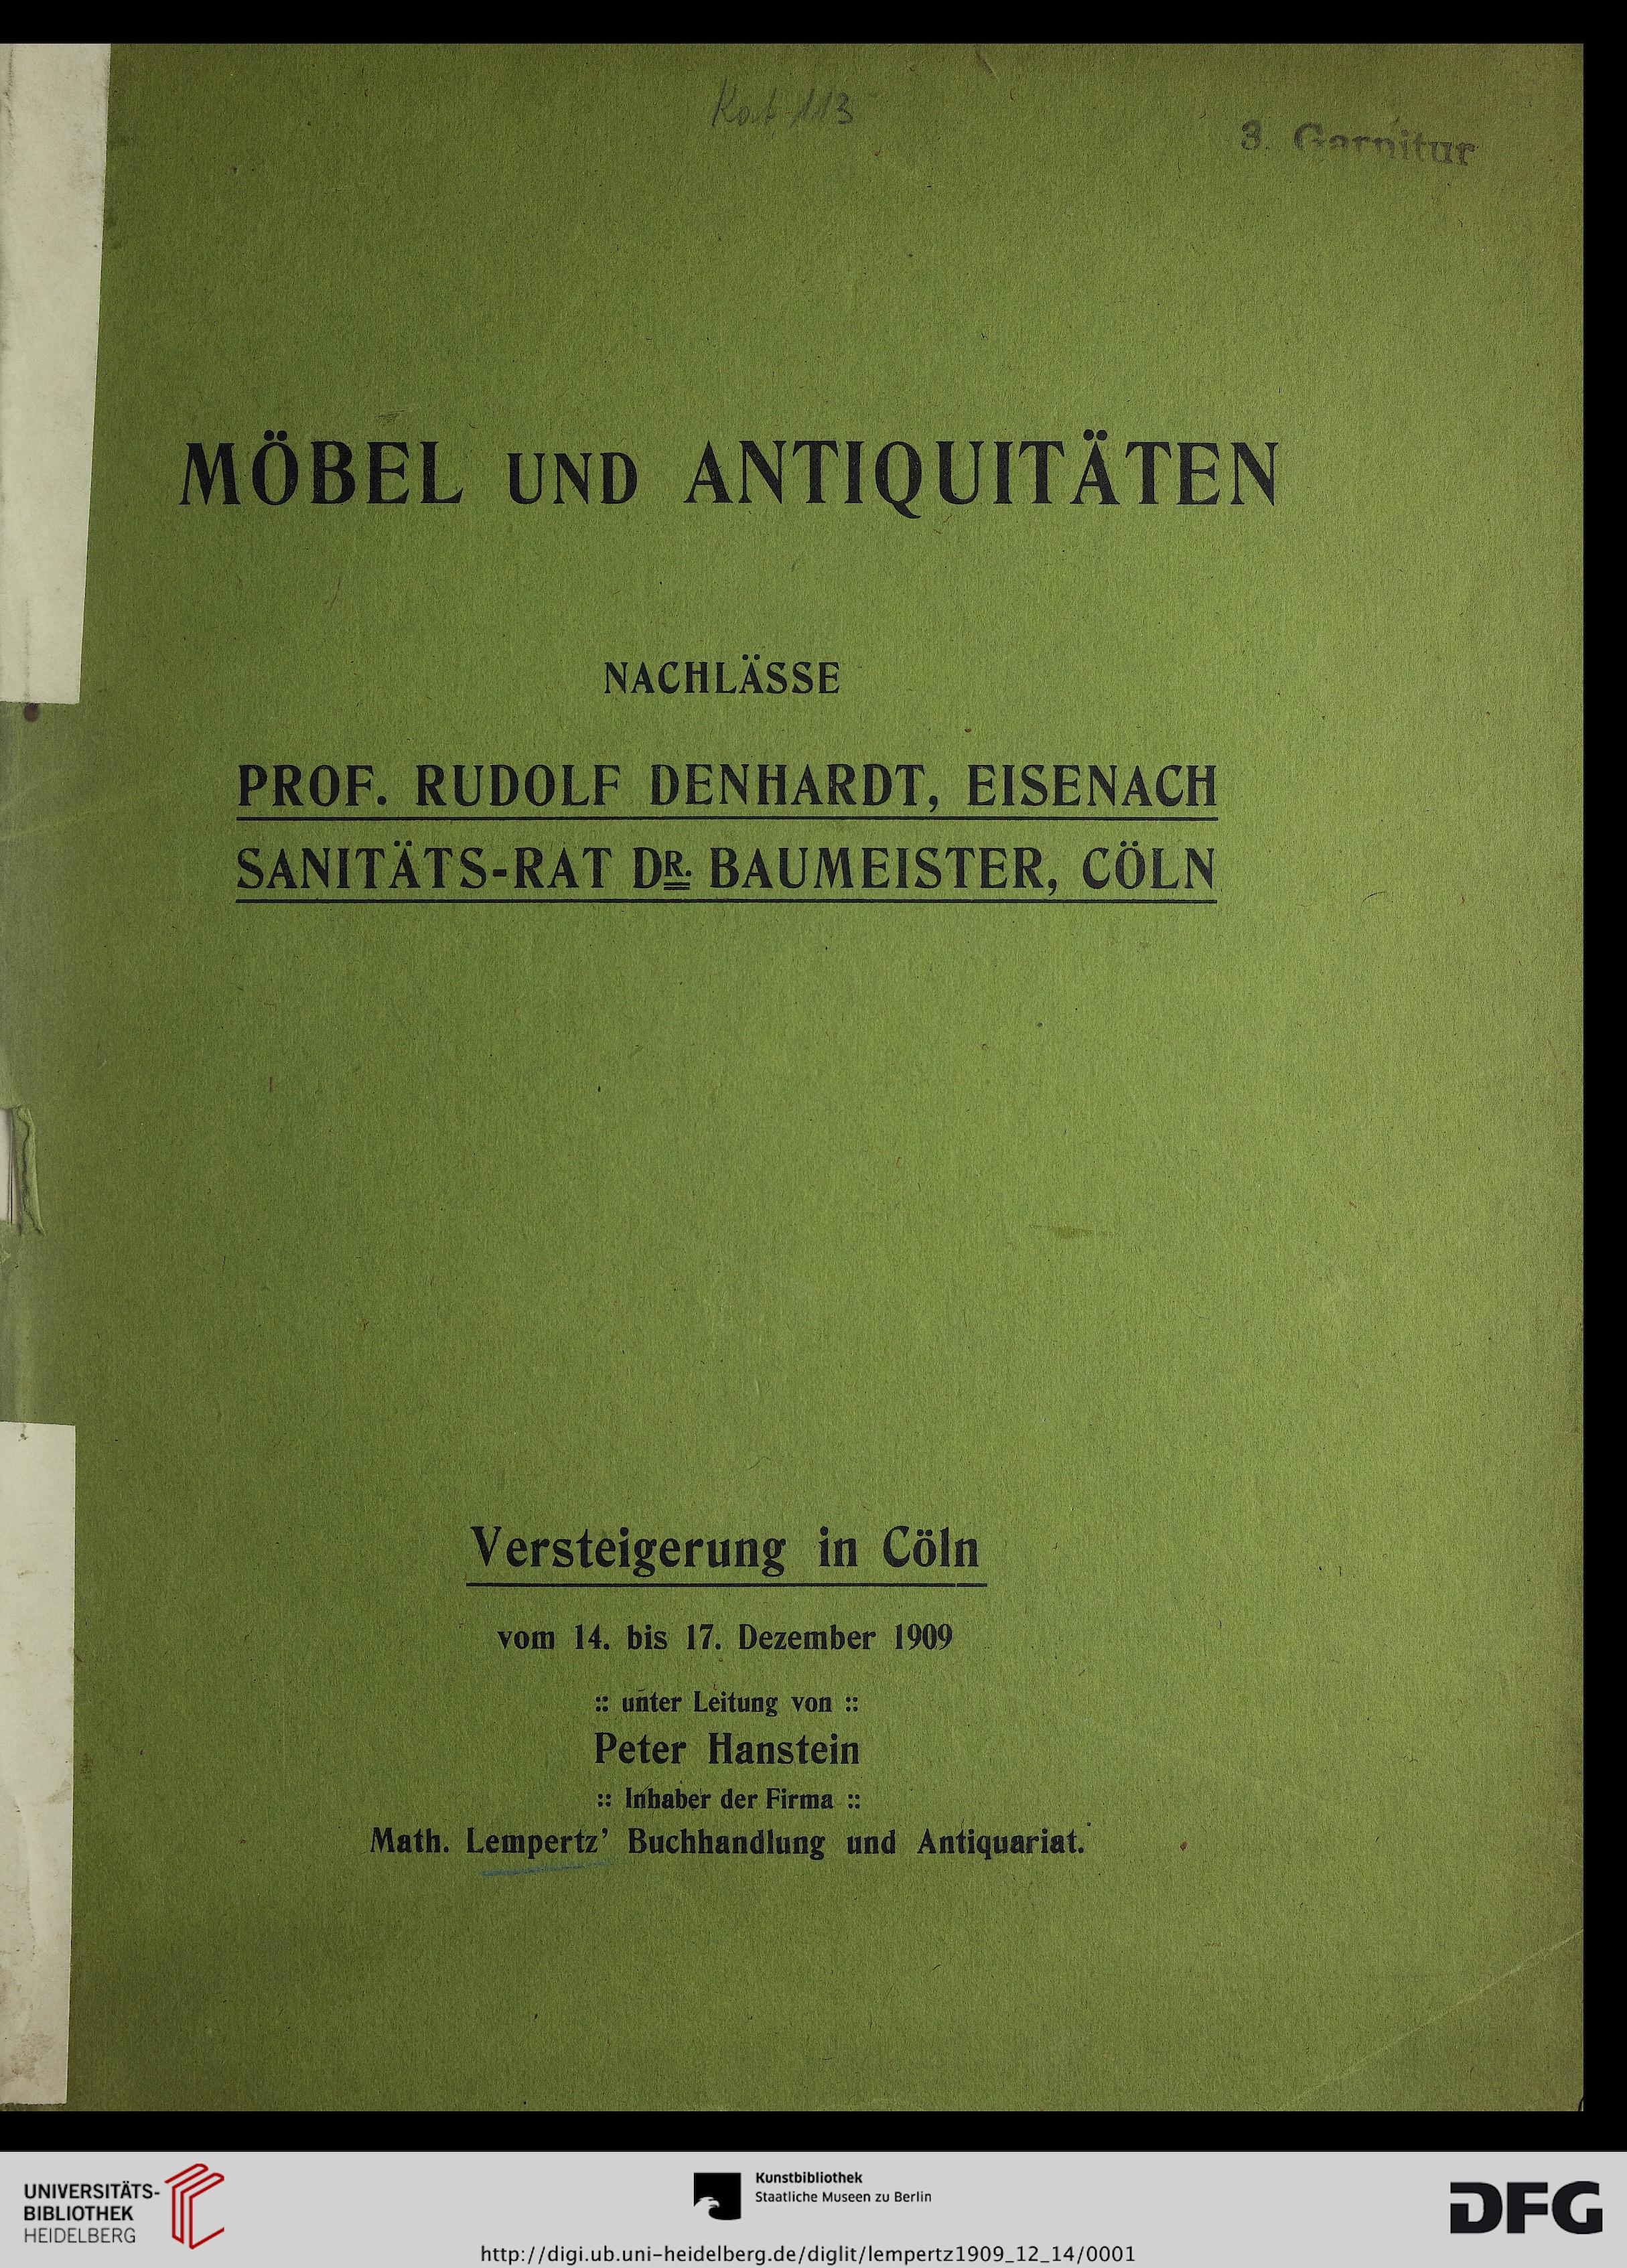 Kat. 113
3. Garnitur
MÖBEL UND ANTIQUITÄTEN
NACHLÄSSE
PROF. RUDOLF DENHARDT, EISENACH
SANITÄTS-RAT DR. BAUMEISTER, CÖLN
Versteigerung in Cöln
vom 14. bis 17. Dezember 1909
:: unter Leitung von ::
Peter Hanstein
:: Inhaber der Firma ::
Math. Lempertz' Buchhandlung und Antiquariat.
UNIVERSITÄTS-
BIBLIOTHEK
HEIDELBERG
Kunstbibliothek
Staatliche Museen zu Berlin
DFG
http://digi.ub.uni-heidelberg.de/diglit/lempertz1909_12_14/0001